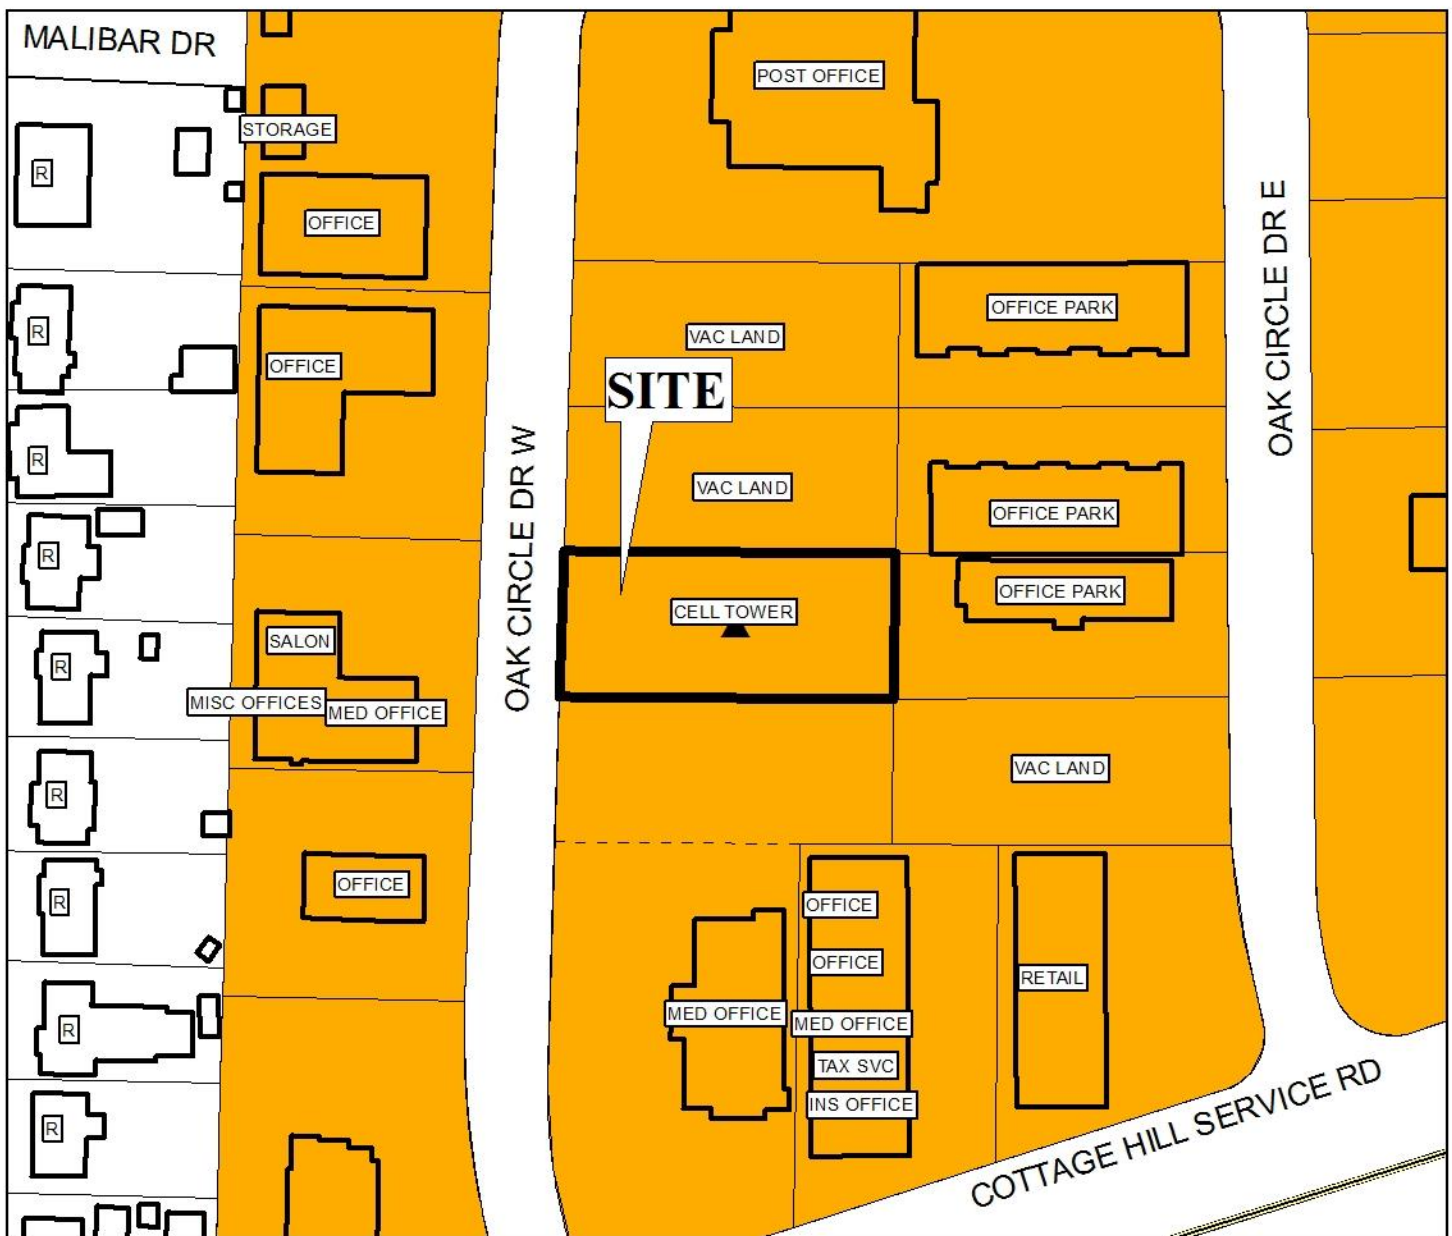 MALIBAR DR
POST OFFICE
STORAGE
R
OFFICE
OAK CIRCLE DR E
OFFICE PARK
R
VAC LAND
OFFICE
SITE
R
VAC LAND
OFFICE PARK
OAK CIRCLE DR W
R
OFFICE PARK
CELL TOWER
SALON
R
MISC OFFICES
MED OFFICE
VAC LAND
R
OFFICE
R
OFFICE
OFFICE
RETAIL
MED OFFICE
MED OFFICE
R
TAX SVC
INS OFFICE
R
COTTAGE HILL SERVICE RD